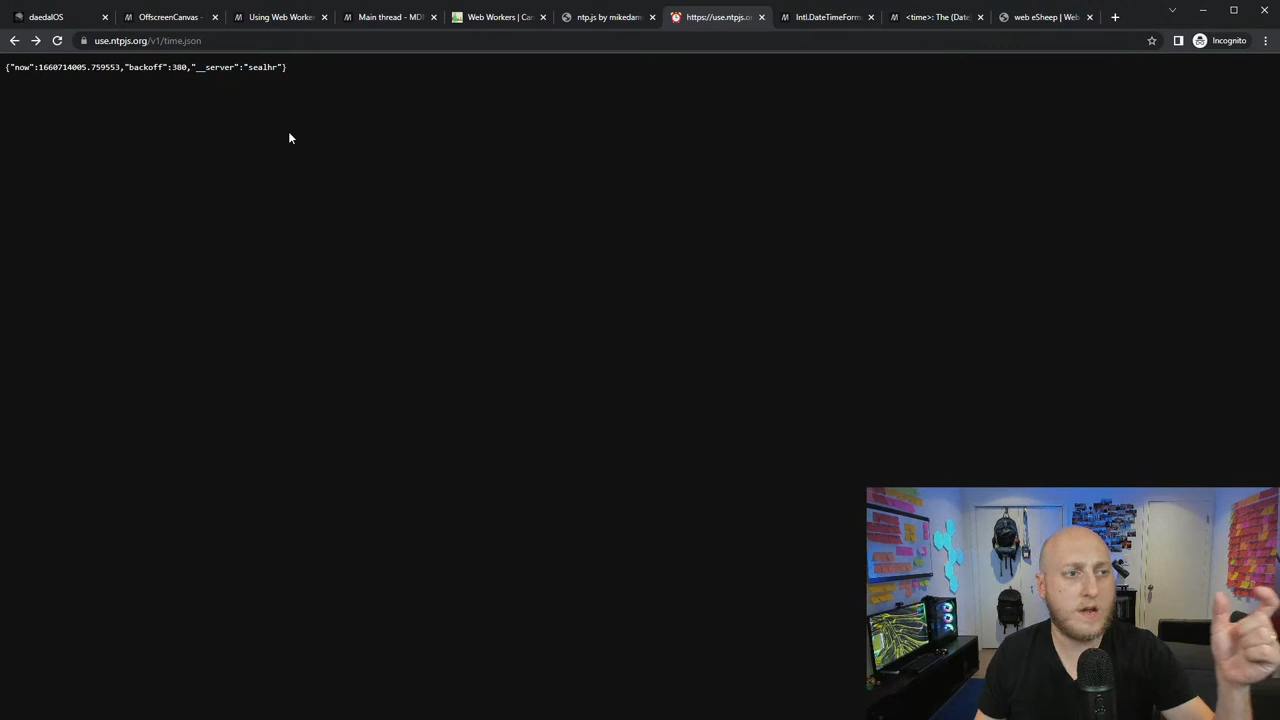 daedalOS
OffscreenCanvas -
Using Web Worke
Main thread - MD
Web Workers | Can
ntp.js by mikedam
https://use.ntpjs.o
Intl.DateTimeForm
<time>: The (Date
web eSheep | Web
use.ntpjs.org/v1/time.json
Incognito
{"now":1660714005.759553,"backoff":380,"__server":"sealhr"}